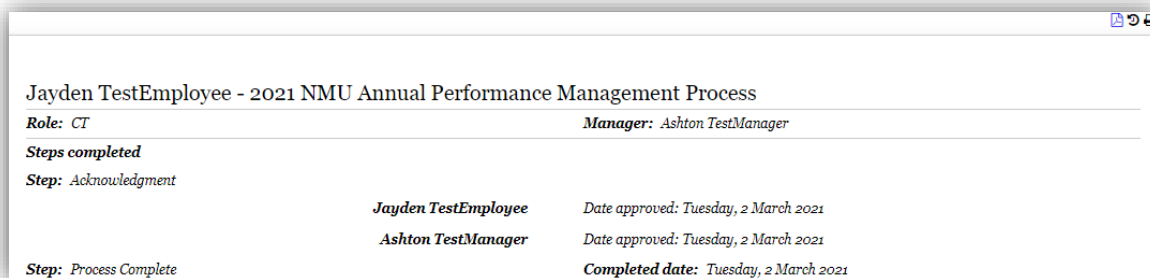 Jayden TestEmployee - 2021 NMU Annual Performance Management Process
Role: CT Manager: Ashton TestManager
Steps completed
Step: Acknowledgment
Jayden TestEmployee Date approved: Tuesday, 2 March 2021
Ashton TestManager Date approved: Tuesday, 2 March 2021
Step: Process Complete Completed date: Tuesday, 2 March 2021